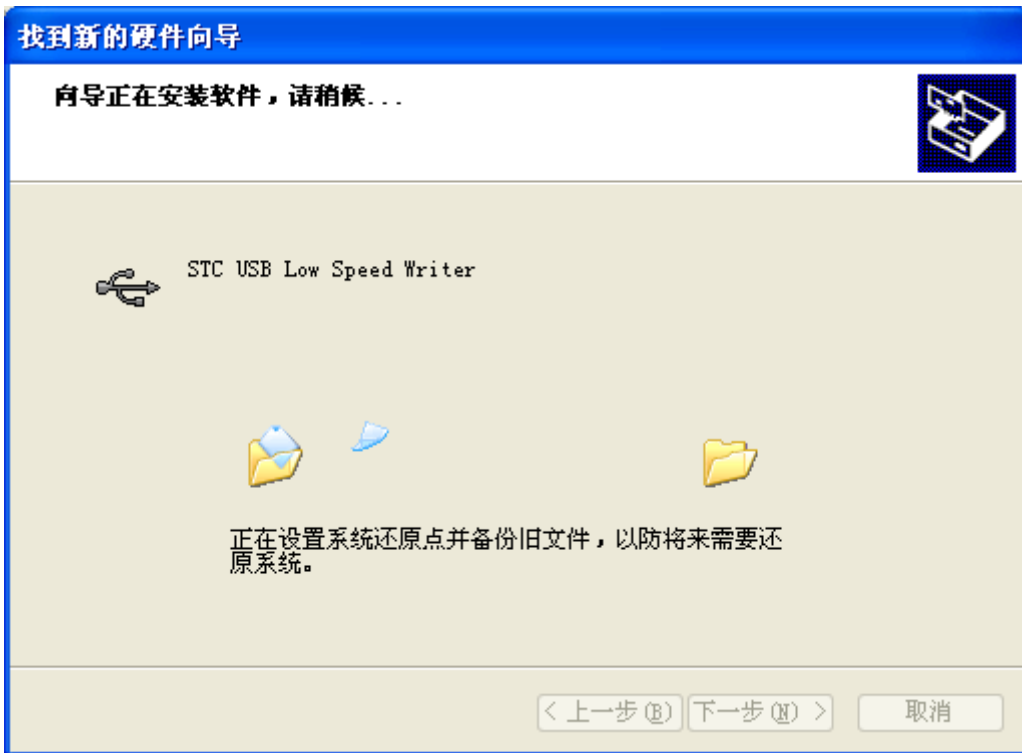 找到新的硬件向导
向导正在安装软件，请稍候...
STC USB Low Speed Writer
正在设置系统还原点并备份旧文件，以防将来需要还
原系统。
< 上一步(B)
下一步(N) >
取消